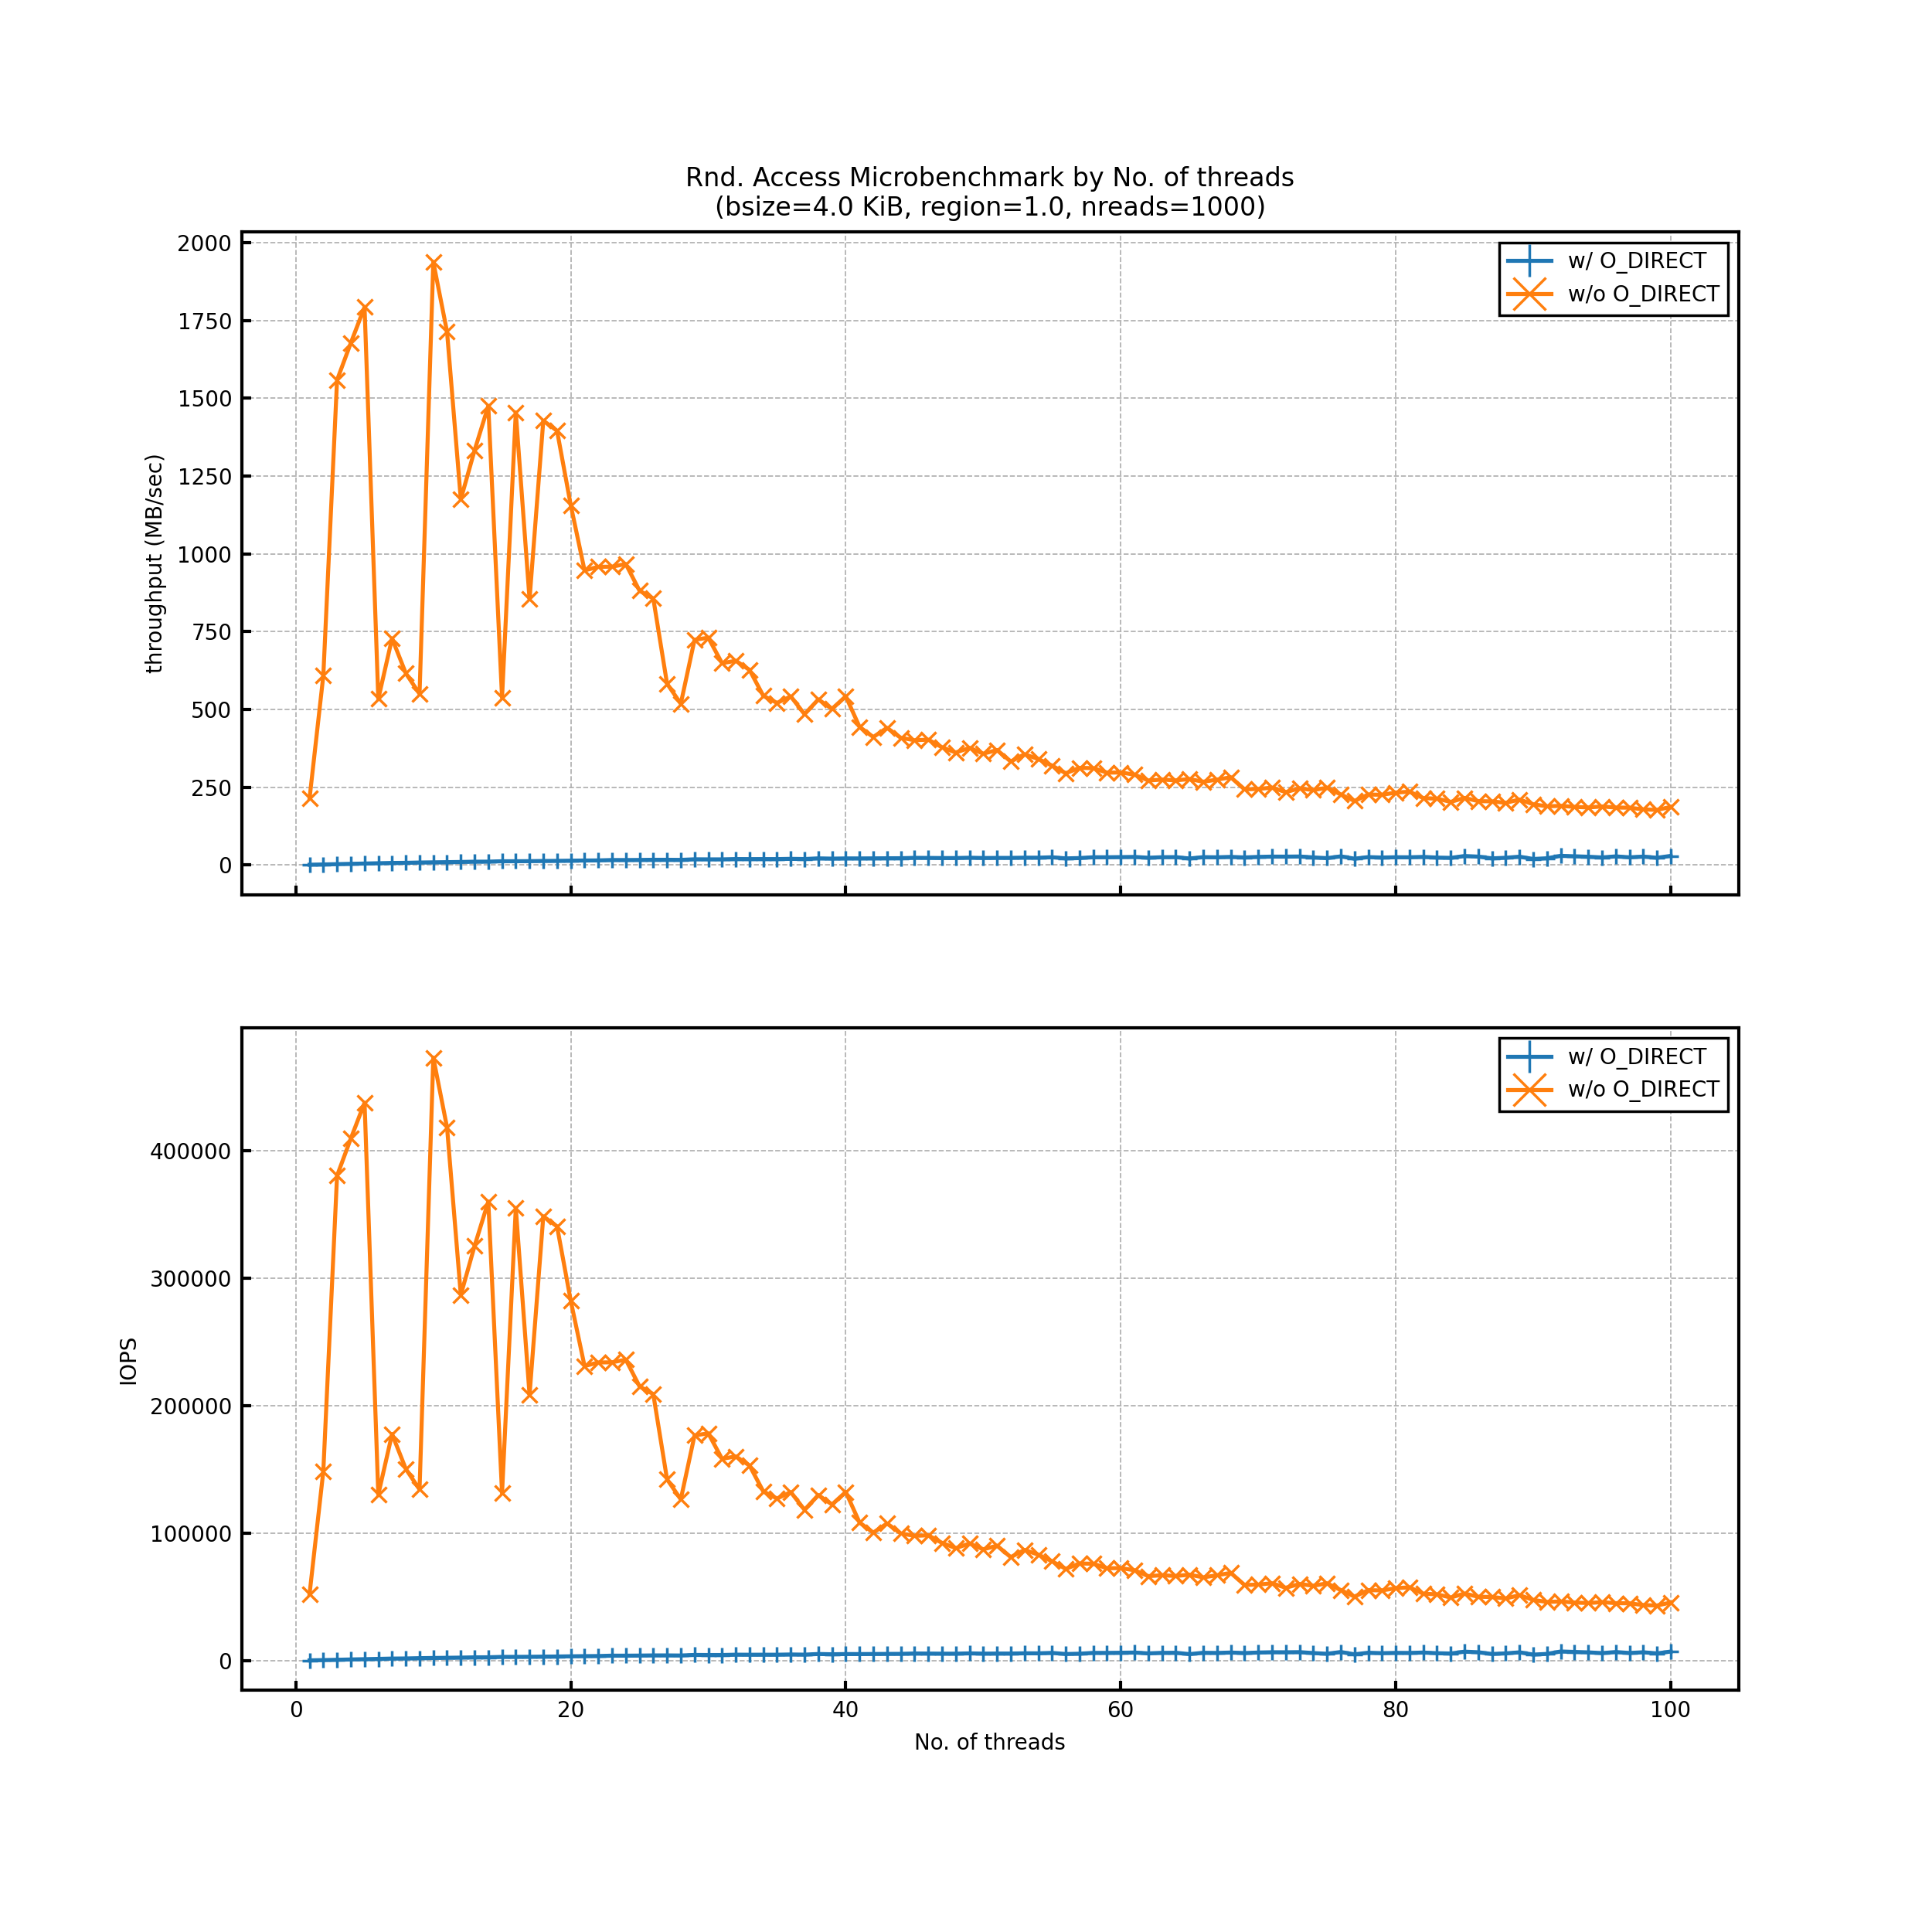 Rnd. Access Microbenchmark by No. of threads
(bsize=4.0 KiB, region=1.0, nreads=1000)
2000
1750
1500
1250
1000
750
500
250
0
throughput (MB/sec)
w/ O_DIRECT
w/o O_DIRECT
400000
300000
200000
100000
0
IOPS
w/ O_DIRECT
w/o O_DIRECT
0 20 40 60 80 100
No. of threads